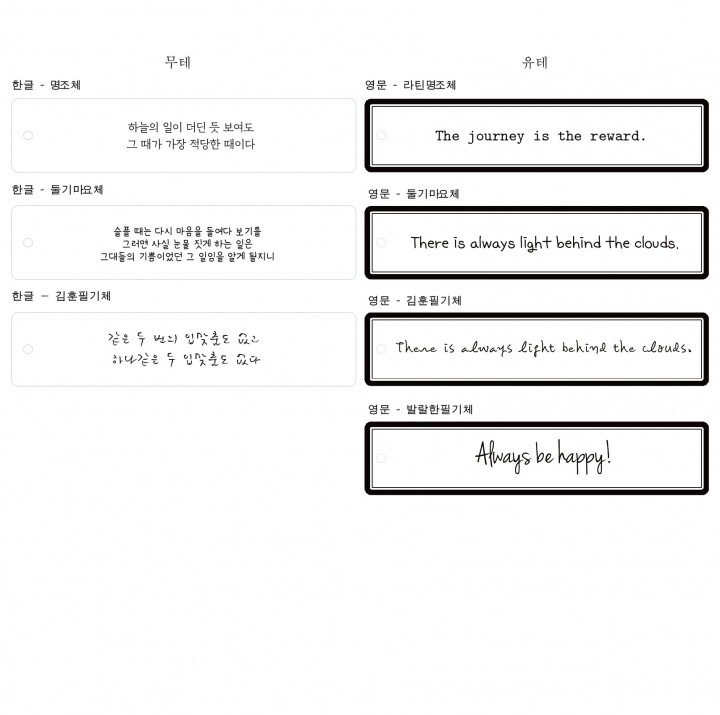 무테
한글 - 명조체
하늘의 일이 더딘 듯 보여도
그 때가 가장 적당한 때이다
한글 - 둘기마요체
슬플 때는 다시 마음을 들여다 보기를
그러면 사실 눈물 짓게 하는 일은
그대들의 기쁨이었던 그 일임을 알게 될지니
한글 - 김훈필기체
같은 두 번의 입맞춤도 없고
하나같은 두 입맞춤도 없다
유테
영문 - 라틴명조체
The journey is the reward.
영문 - 둘기마요체
There is always light behind the clouds.
영문 - 김훈필기체
There is always light behind the clouds.
영문 - 발랄한필기체
Always be happy!